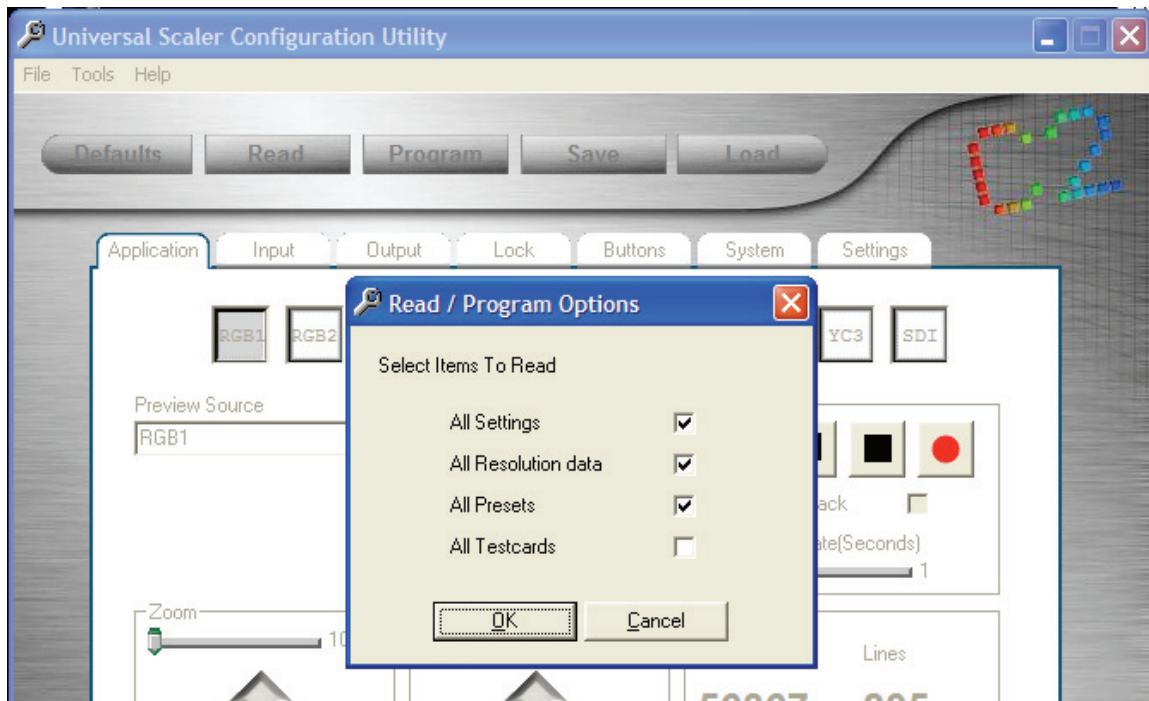 Universal Scaler Configuration Utility
File Tools Help
Defaults Read Program Save Load
C2
Application Input Output Lock Buttons System Settings
RGB1 RGB2 YC3 SDI
Read / Program Options
Select Items To Read
All Settings
All Resolution data
All Presets
All Testcards
OK Cancel
Preview Source
RGB1
ack
ate(Seconds)
1
Zoom
10
Lines